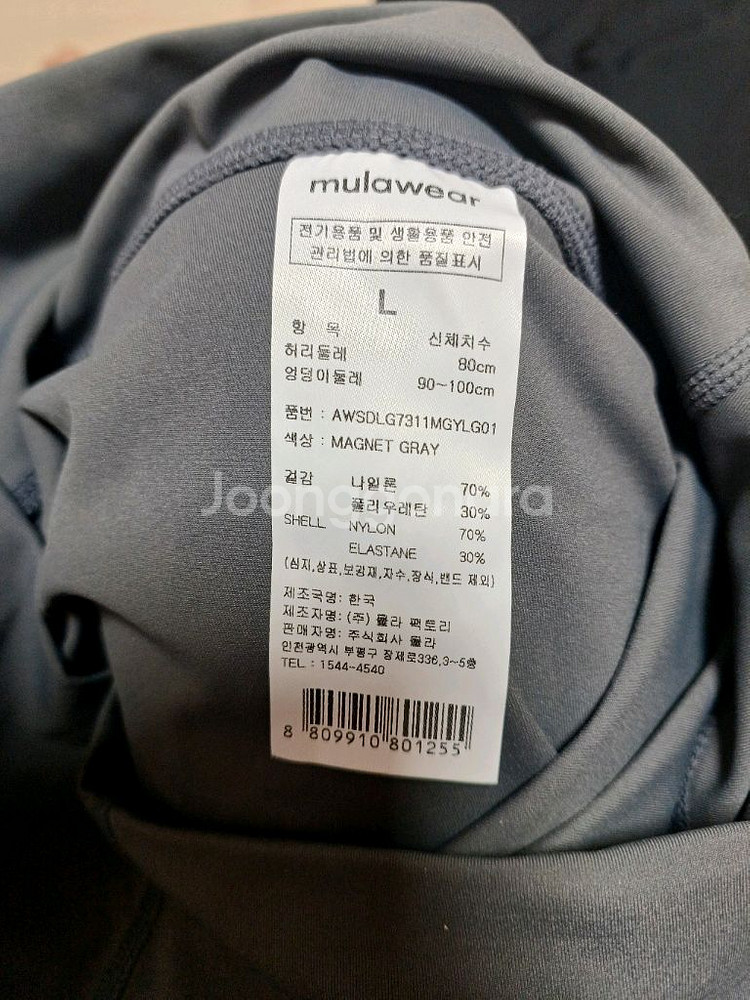 mulawear
전기용품 및 생활용품 안전
관리법에 의한 품질표시
L
항 목 신체치수
허리둘레 80cm
엉덩이둘레 90~100cm
품번 : AWSDLG7311MGYLG01
색상 : MAGNET GRAY
겉감 나일론 70%
폴리우레탄 30%
SHELL NYLON 70%
ELASTANE 30%
(심지,상표,보강재,자수,장식,밴드 제외)
제조국명: 한국
제조자명: (주) 뮬라 팩토리
판매자명: 주식회사 뮬라
인천광역시 부평구 장제로336,3~5층
TEL : 1544-4540
8 809910 801255
Joonggonara